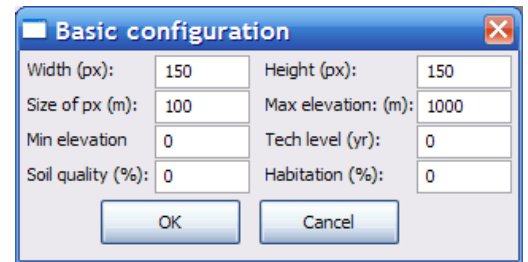 Basic configuration
Width (px): 150 Height (px): 150
Size of px (m): 100 Max elevation: (m): 1000
Min elevation 0 Tech level (yr): 0
Soil quality (%): 0 Habitation (%): 0
OK Cancel